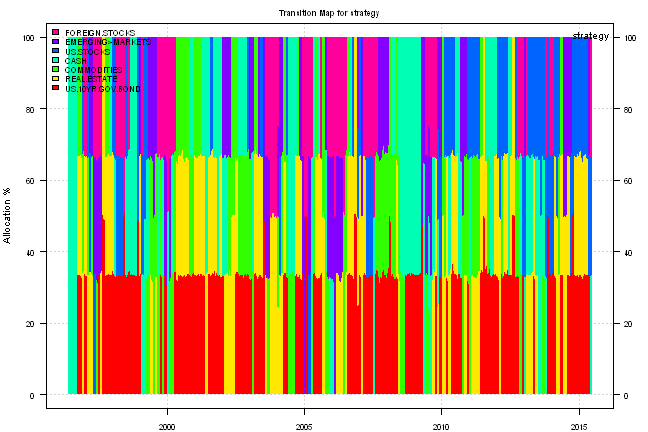 Transition Map for strategy
strategy
FOREIGN.STOCKS
EMERGING>MARKETS
US.STOCKS
CASH
COMMODITIES
REAL.ESTATE
US.10YR.GOV.BOND
Allocation %
100
80
60
40
20
0
100
80
60
40
20
0
2000 2005 2010 2015